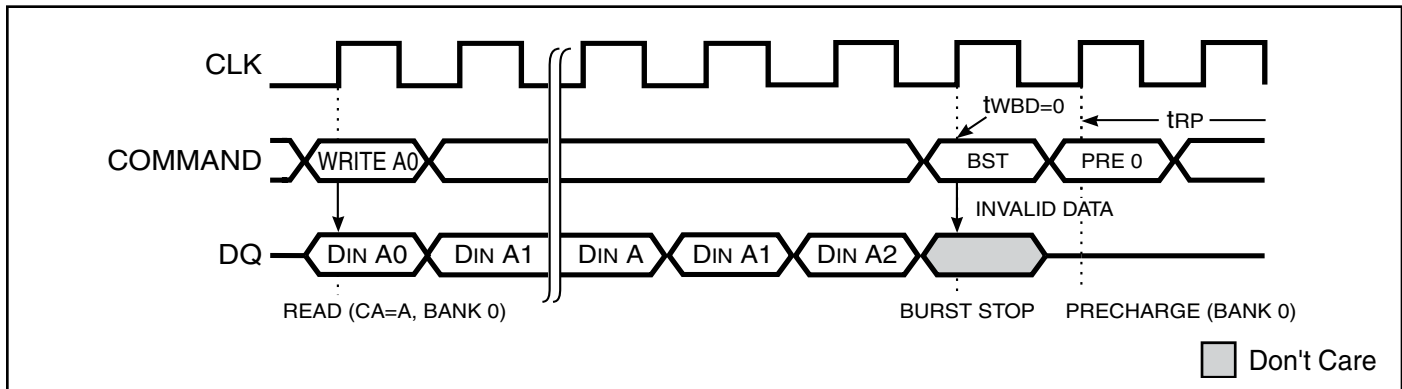 CLK
tWBD=0
tRP
COMMAND WRITE A0 BST PRE 0
INVALID DATA
DQ DIN A0 DIN A1 DIN A DIN A1 DIN A2
READ (CA=A, BANK 0) BURST STOP PRECHARGE (BANK 0)
Don't Care